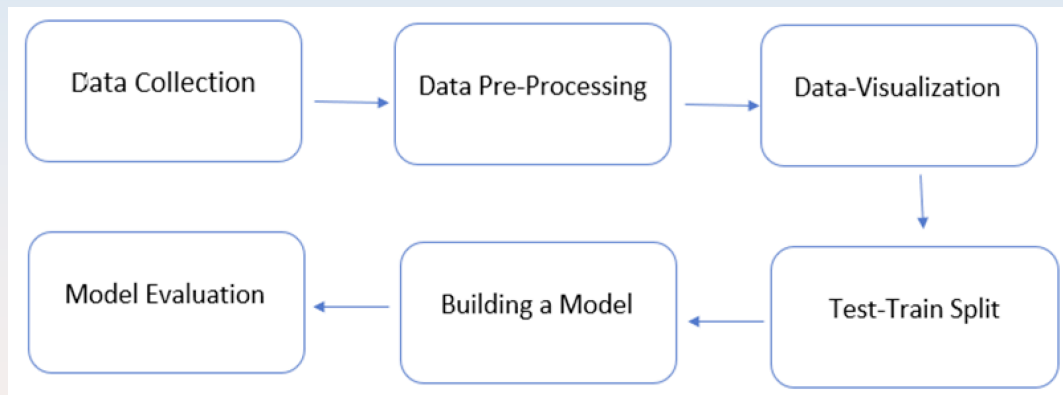 Data Collection
Data Pre-Processing
Data-Visualization
Test-Train Split
Building a Model
Model Evaluation